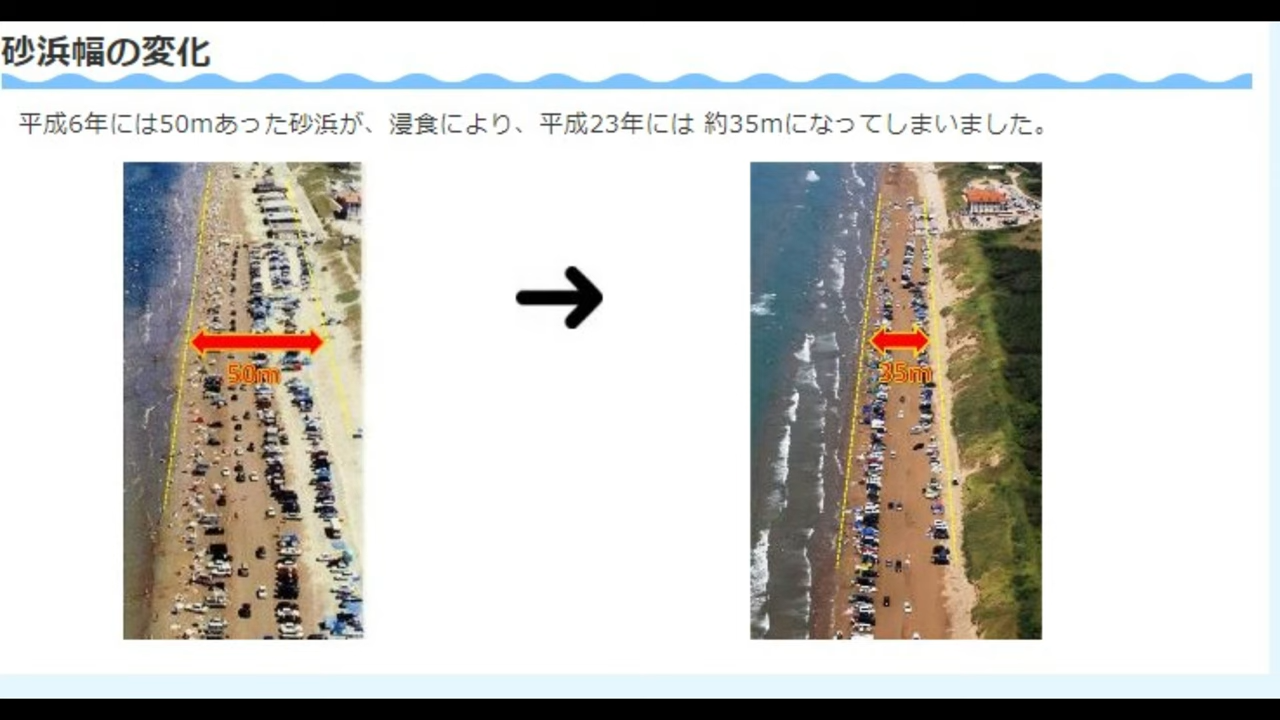 砂浜幅の変化
平成6年には50mあった砂浜が、浸食により、平成23年には 約35mになってしまいました。
50m
35m